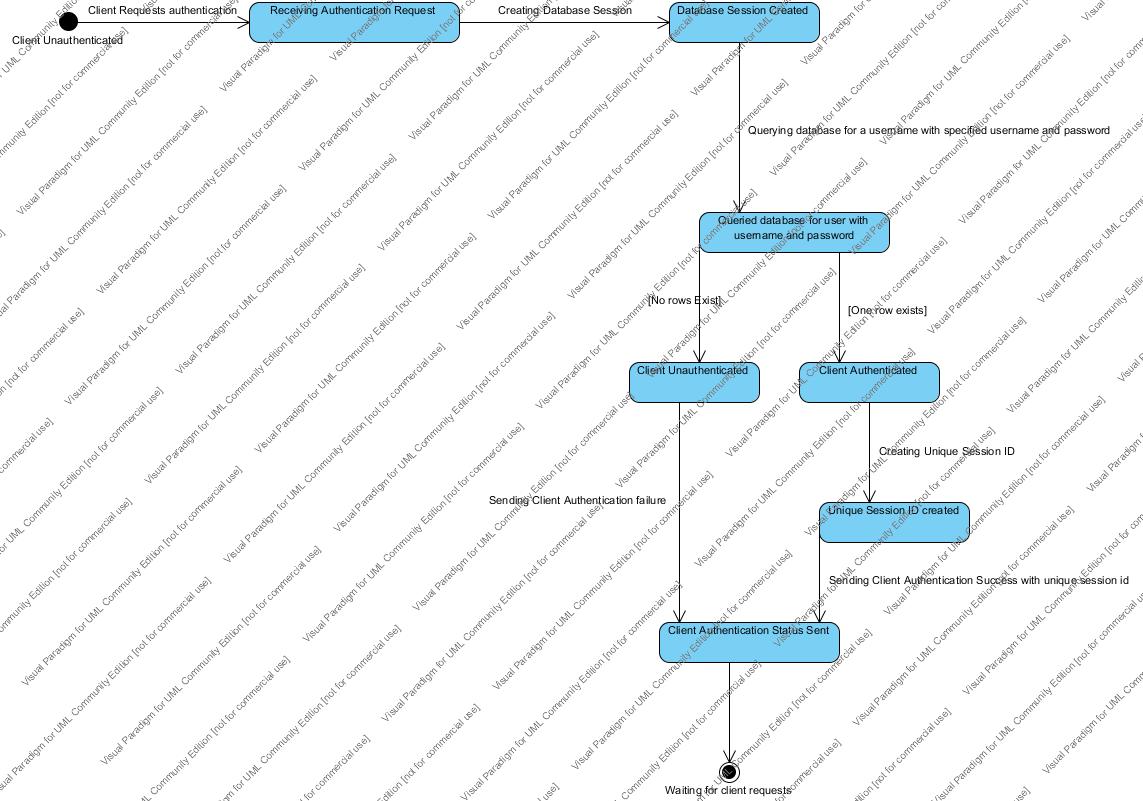 Client Requests authentication
Receiving Authentication Request
Creating Database Session
Database Session Created
Client Unauthenticated
Querying database for a username with specified username and password
Queried database for user with
username and password
[No rows Exist]
[One row exists]
Client Unauthenticated
Client Authenticated
Creating Unique Session ID
Sending Client Authentication failure
Unique Session ID created
Sending Client Authentication Success with unique session id
Client Authentication Status Sent
Waiting for client requests
Visual Paradigm for UML Community Edition [not for commercial use]